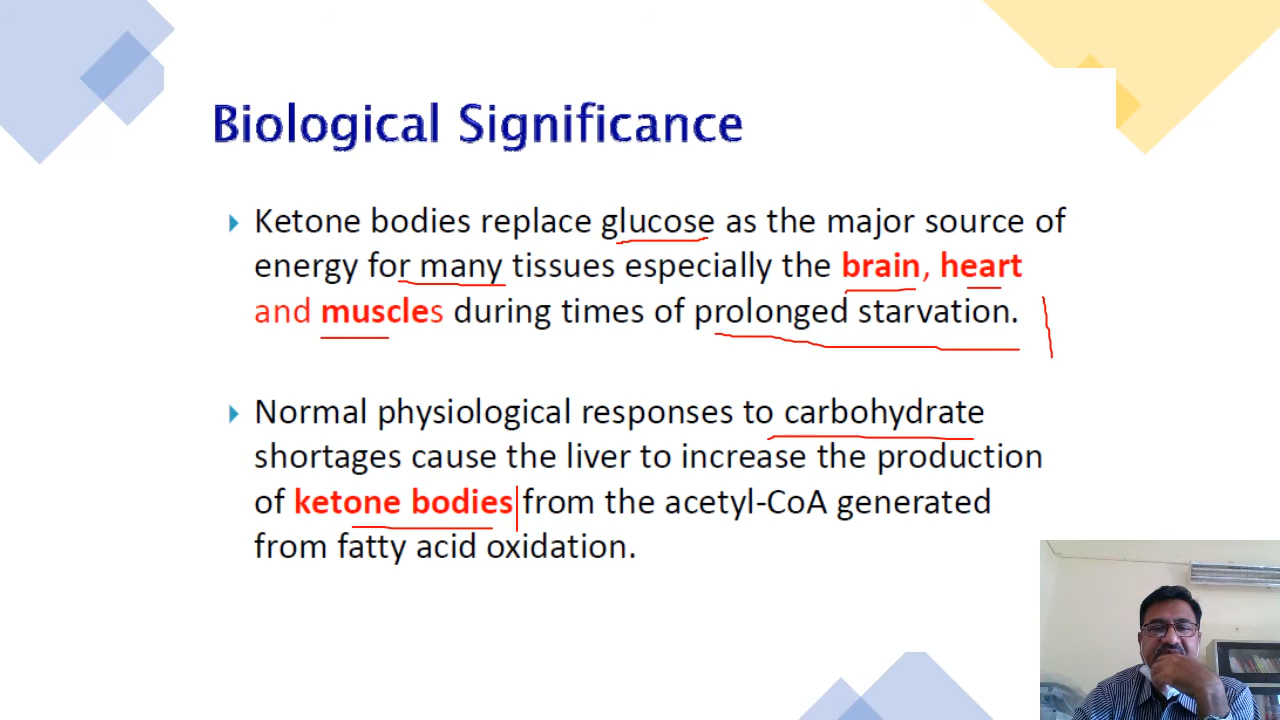 Biological Significance
Ketone bodies replace glucose as the major source of
energy for many tissues especially the brain, heart
and muscles during times of prolonged starvation.
Normal physiological responses to carbohydrate
shortages cause the liver to increase the production
of ketone bodies from the acetyl-CoA generated
from fatty acid oxidation.